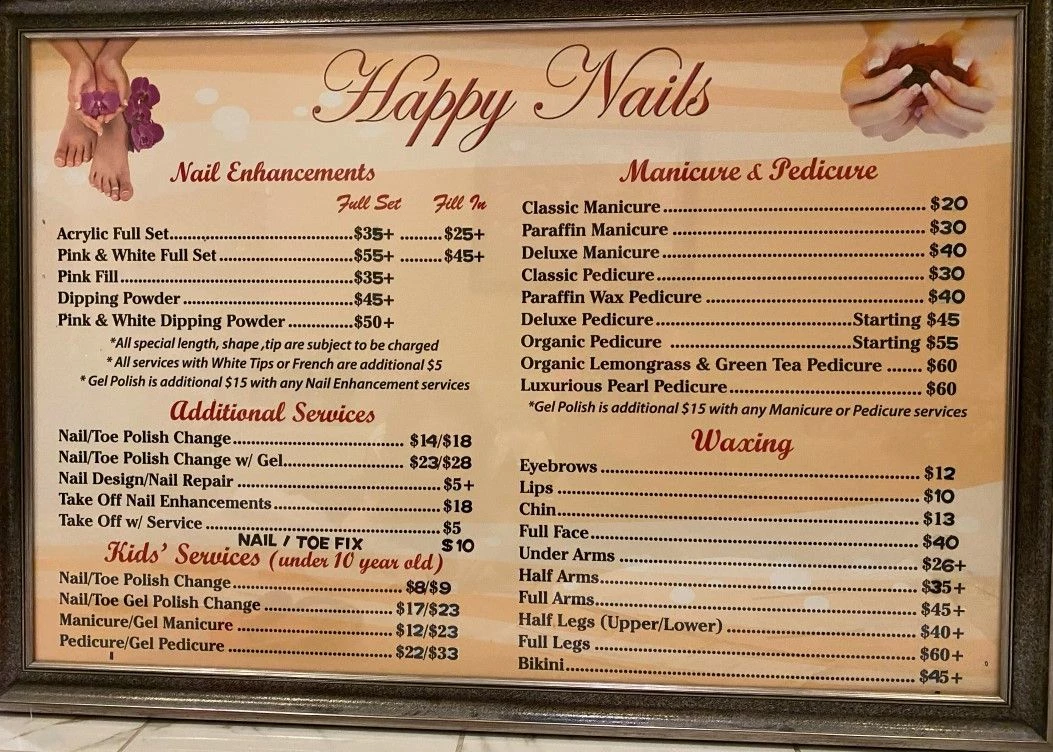 Happy Nails
Nail Enhancements
Full Set Fill In
Acrylic Full Set.......................................$35+ .........$25+
Pink & White Full Set.............................$55+ .........$45+
Pink Fill..................................................$35+
Dipping Powder.....................................$45+
Pink & White Dipping Powder ..............$50+
*All special length, shape ,tip are subject to be charged
* All services with White Tips or French are additional $5
* Gel Polish is additional $15 with any Nail Enhancement services
Additional Services
Nail/Toe Polish Change..................................... $14/$18
Nail/Toe Polish Change w/ Gel.......................... $23/$28
Nail Design/Nail Repair ............................................$5+
Take Off Nail Enhancements.....................................$18
Take Off w/ Service ...................................................$5
NAIL / TOE FIX $10
Kids' Services (under 10 year old)
Nail/Toe Polish Change..................................... $8/$9
Nail/Toe Gel Polish Change ............................ $17/$23
Manicure/Gel Manicure .................................. $12/$23
Pedicure/Gel Pedicure .................................... $22/$33
Manicure & Pedicure
Classic Manicure........................................................... $20
Paraffin Manicure ......................................................... $30
Deluxe Manicure........................................................... $40
Classic Pedicure............................................................ $30
Paraffin Wax Pedicure .................................................. $40
Deluxe Pedicure...........................................Starting $45
Organic Pedicure ........................................Starting $55
Organic Lemongrass & Green Tea Pedicure ....... $60
Luxurious Pearl Pedicure.......................................... $60
*Gel Polish is additional $15 with any Manicure or Pedicure services
Waxing
Eyebrows......................................................................... $12
Lips .................................................................................. $10
Chin.................................................................................. $13
Full Face.......................................................................... $40
Under Arms .................................................................... $26+
Half Arms........................................................................ $35+
Full Arms......................................................................... $45+
Half Legs (Upper/Lower) .......................................... $40+
Full Legs .......................................................................... $60+
Bikini................................................................................ $45+